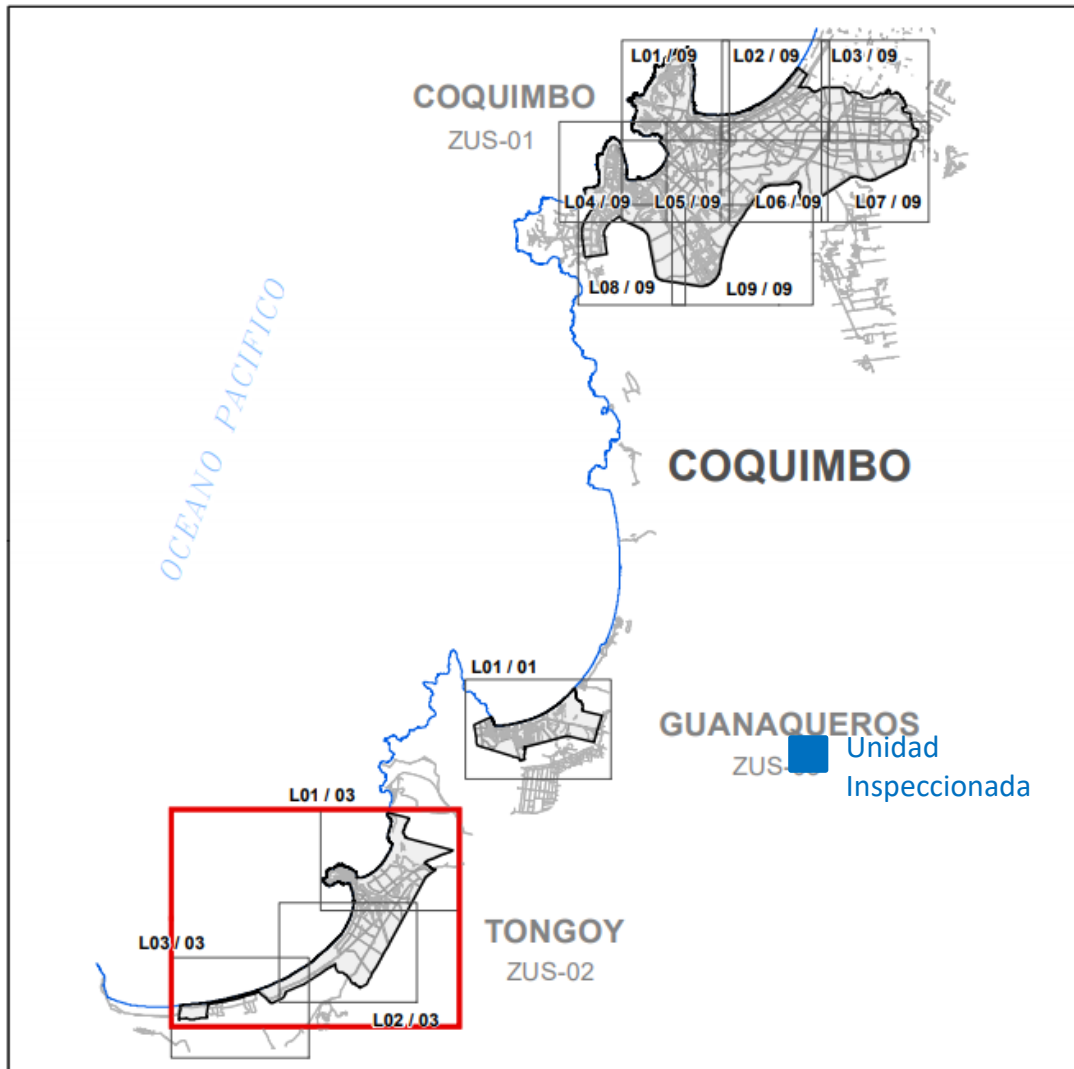 L01 / 09
L02 / 09
L03 / 09
COQUIMBO
ZUS-01
L04 / 09
L05 / 09
L06 / 09
L07 / 09
L08 / 09
L09 / 09
OCEANO PACIFICO
COQUIMBO
L01 / 01
GUANAQUEROS
ZUS-
Unidad
Inspeccionada
L01 / 03
TONGOY
ZUS-02
L03 / 03
L02 / 03